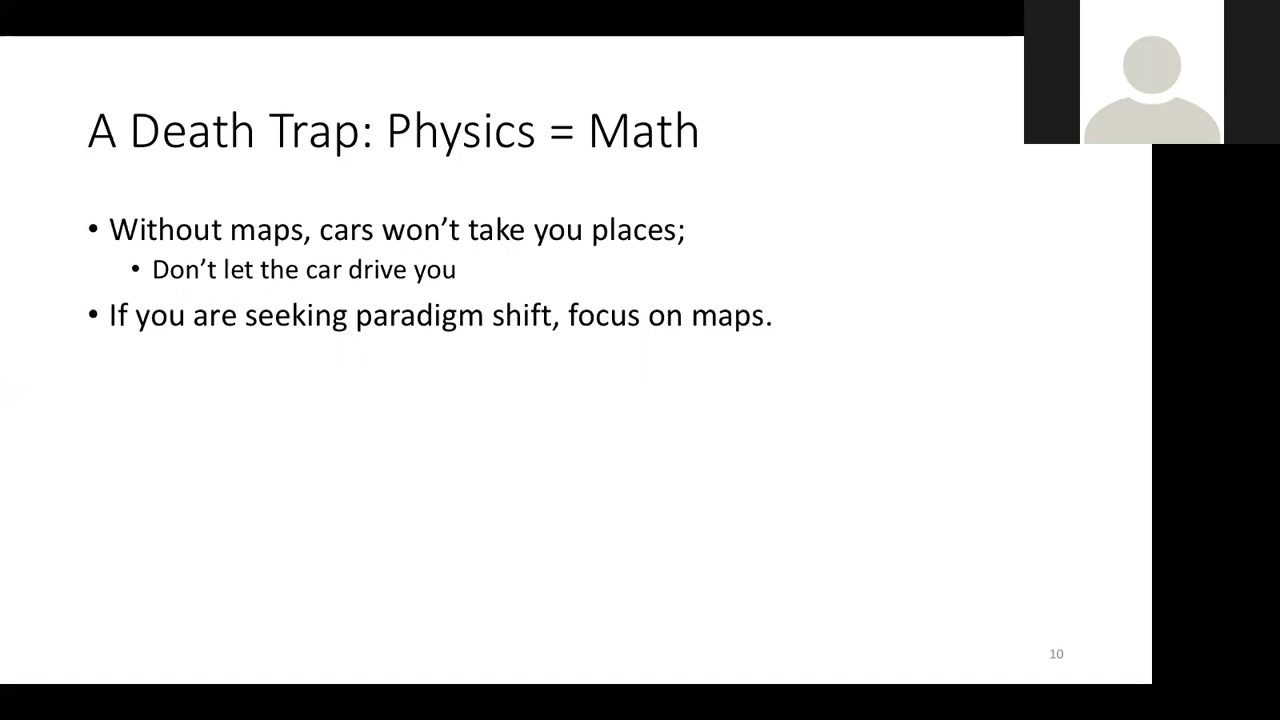 A Death Trap: Physics = Math
• Without maps, cars won’t take you places;
• Don’t let the car drive you
• If you are seeking paradigm shift, focus on maps.
10